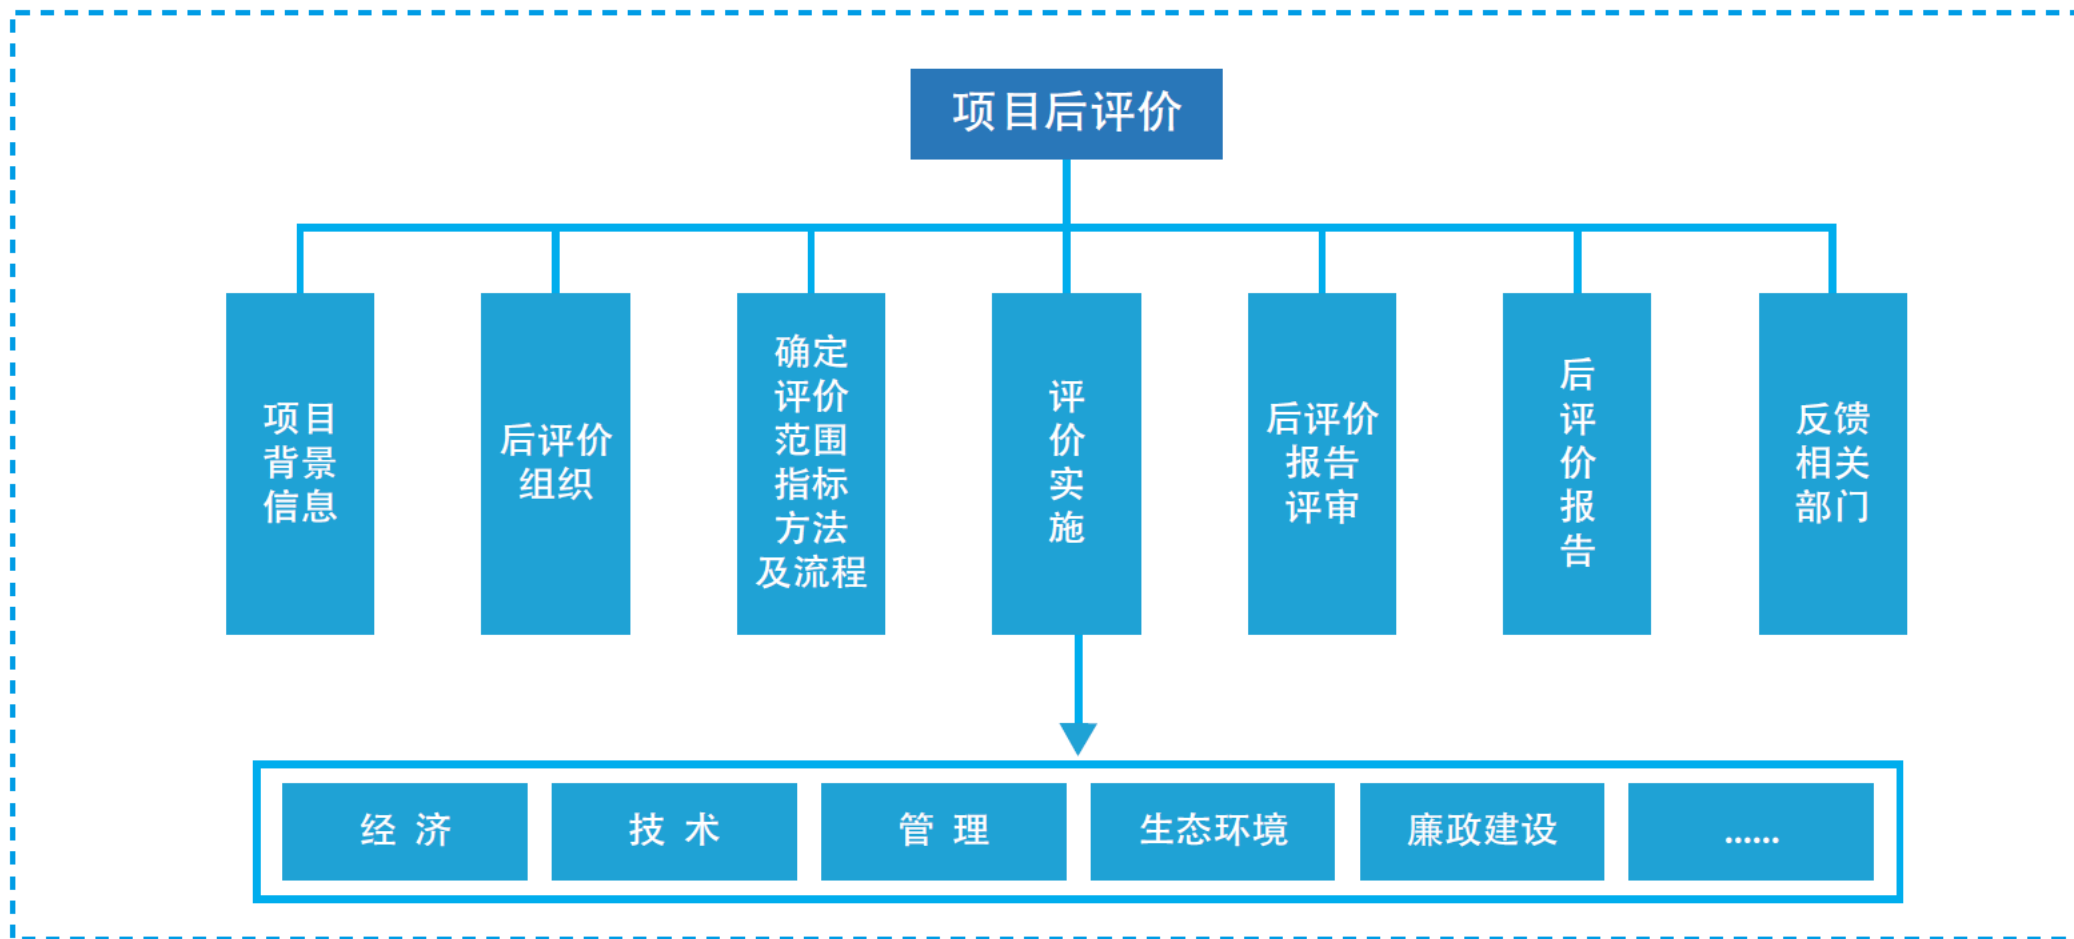 项目后评价
项目
背景
信息
后评价
组织
确定
评价
范围
指标
方法
及流程
评
价
实
施
后评价
报告
评审
后
评
价
报
告
反馈
相关
部门
经 济
技 术
管 理
生态环境
廉政建设
......